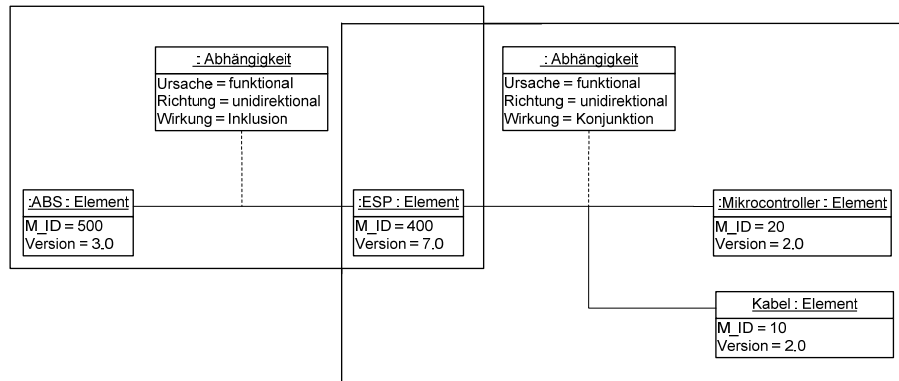 : Abhängigkeit
Ursache = funktional
Richtung = unidirektional
Wirkung = Inklusion
: Abhängigkeit
Ursache = funktional
Richtung = unidirektional
Wirkung = Konjunktion
:ABS : Element
M_ID = 500
Version = 3.0
:ESP : Element
M_ID = 400
Version = 7.0
:Mikrocontroller : Element
M_ID = 20
Version = 2.0
Kabel : Element
M_ID = 10
Version = 2.0